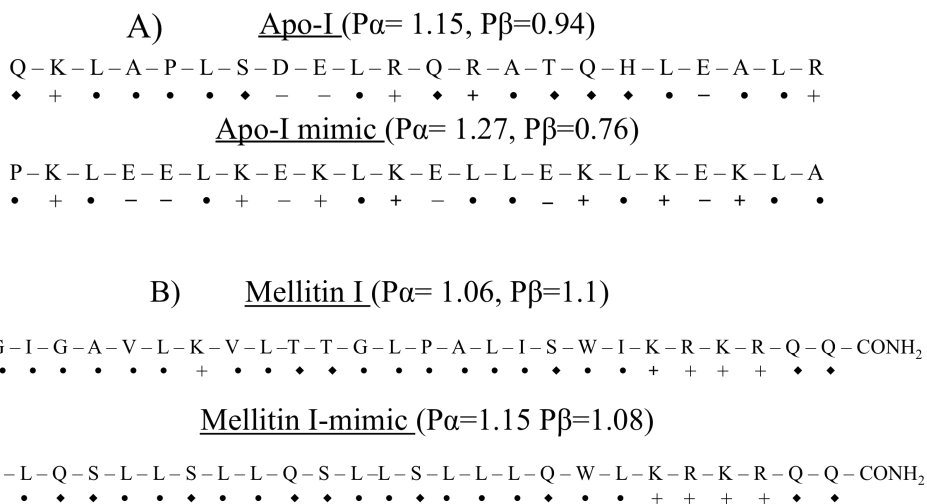 A) Apo-I (Pα= 1.15, Pβ=0.94)
Q – K – L – A – P – L – S – D – E – L – R – Q – R – A – T – Q – H – L – E – A – L – R
◆ + • • • • ◆ − − • + ◆ + • ◆ ◆ ◆ • − • • +
Apo-I mimic (Pα= 1.27, Pβ=0.76)
P – K – L – E – E – L – K – E – K – L – K – E – L – L – E – K – L – K – E – K – L – A
• + • − − • + − + • + − • • − + • + − + • •
B) Mellitin I (Pα= 1.06, Pβ=1.1)
– I – G – A – V – L – K – V – L – T – T – G – L – P – A – L – I – S – W – I – K – R – K – R – Q – Q – CONH₂
• • • • • • + • • ◆ ◆ • • • • • • ◆ • • + + + + ◆ ◆
Mellitin I-mimic (Pα=1.15 Pβ=1.08)
– L – Q – S – L – L – S – L – L – Q – S – L – L – S – L – L – L – Q – W – L – K – R – K – R – Q – Q – CONH₂
• ◆ ◆ • • ◆ • • ◆ ◆ • • ◆ • • • ◆ • • + + + + ◆ ◆